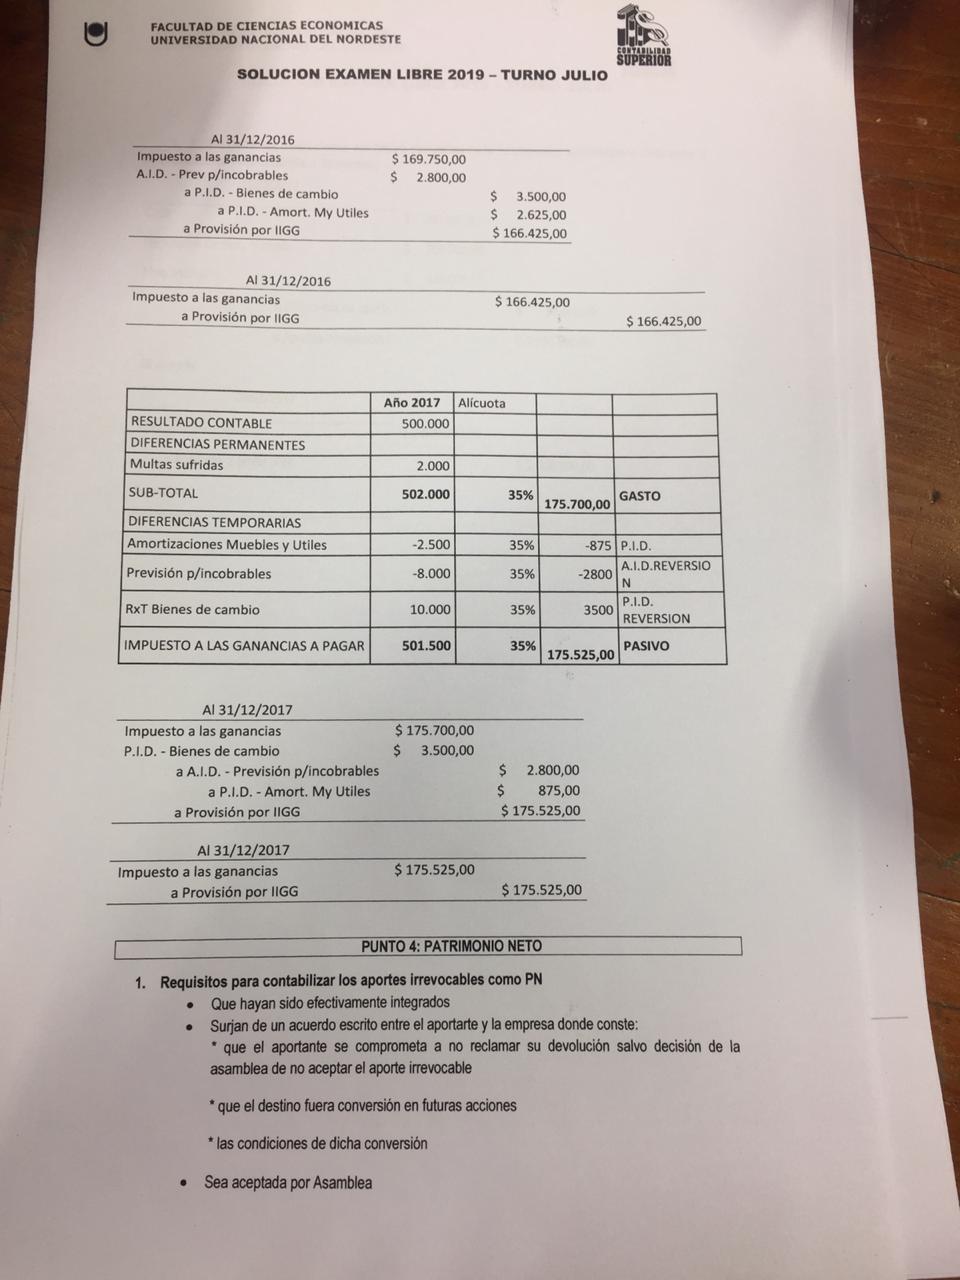 FACULTAD DE CIENCIAS ECONOMICAS
UNIVERSIDAD NACIONAL DEL NORDESTE
CONTABILIDAD
SUPERIOR
SOLUCION EXAMEN LIBRE 2019 – TURNO JULIO
Al 31/12/2016
Impuesto a las ganancias $ 169.750,00
A.I.D. - Prev p/incobrables $ 2.800,00
a P.I.D. - Bienes de cambio $ 3.500,00
a P.I.D. - Amort. My Utiles $ 2.625,00
a Provisión por IIGG $ 166.425,00
Al 31/12/2016
Impuesto a las ganancias $ 166.425,00
a Provisión por IIGG $ 166.425,00
Año 2017 Alícuota
RESULTADO CONTABLE 500.000
DIFERENCIAS PERMANENTES
Multas sufridas 2.000
SUB-TOTAL 502.000 35% 175.700,00 GASTO
DIFERENCIAS TEMPORARIAS
Amortizaciones Muebles y Utiles -2.500 35% -875 P.I.D.
Previsión p/incobrables -8.000 35% -2800 A.I.D.REVERSIO
N
RxT Bienes de cambio 10.000 35% 3500 P.I.D.
REVERSION
IMPUESTO A LAS GANANCIAS A PAGAR 501.500 35% 175.525,00 PASIVO
Al 31/12/2017
Impuesto a las ganancias $ 175.700,00
P.I.D. - Bienes de cambio $ 3.500,00
a A.I.D. - Previsión p/incobrables $ 2.800,00
a P.I.D. - Amort. My Utiles $ 875,00
a Provisión por IIGG $ 175.525,00
Al 31/12/2017
Impuesto a las ganancias $ 175.525,00
a Provisión por IIGG $ 175.525,00
PUNTO 4: PATRIMONIO NETO
1. Requisitos para contabilizar los aportes irrevocables como PN
• Que hayan sido efectivamente integrados
• Surjan de un acuerdo escrito entre el aportarte y la empresa donde conste:
* que el aportante se comprometa a no reclamar su devolución salvo decisión de la
asamblea de no aceptar el aporte irrevocable
* que el destino fuera conversión en futuras acciones
* las condiciones de dicha conversión
• Sea aceptada por Asamblea